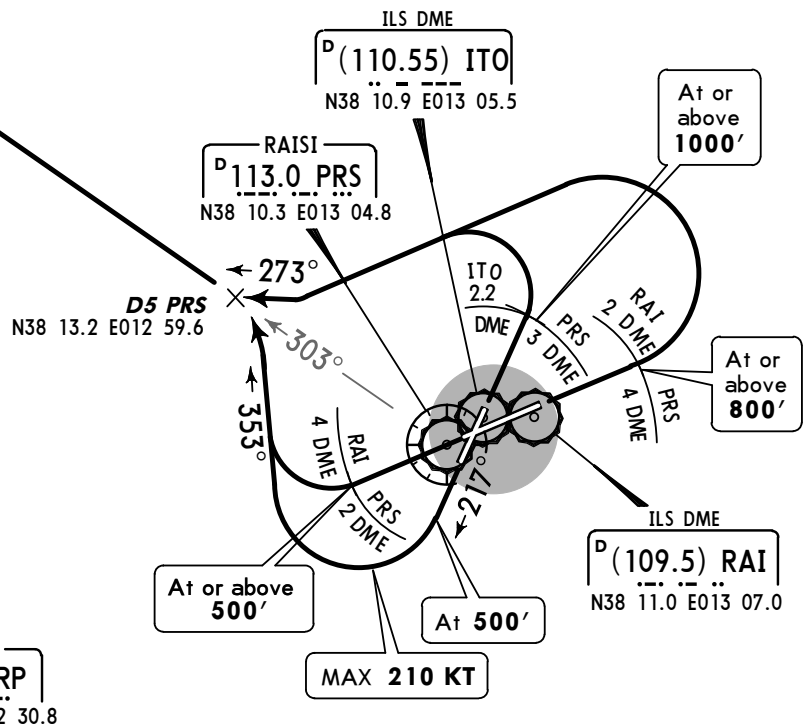 ILS DME
D (110.55) ITO
N38 10.9 E013 05.5
At or
above
1000'
RAISI
D 113.0 PRS
N38 10.3 E013 04.8
273°
D5 PRS
N38 13.2 E012 59.6
303°
353°
ITO
2.2
DME
PRS
3 DME
RAI
2 DME
PRS
4 DME
At or
above
800'
RAI
4 DME
PRS
2 DME
217°
ILS DME
D (109.5) RAI
N38 11.0 E013 07.0
At or above
500'
At 500'
MAX 210 KT
RP
2 30.8